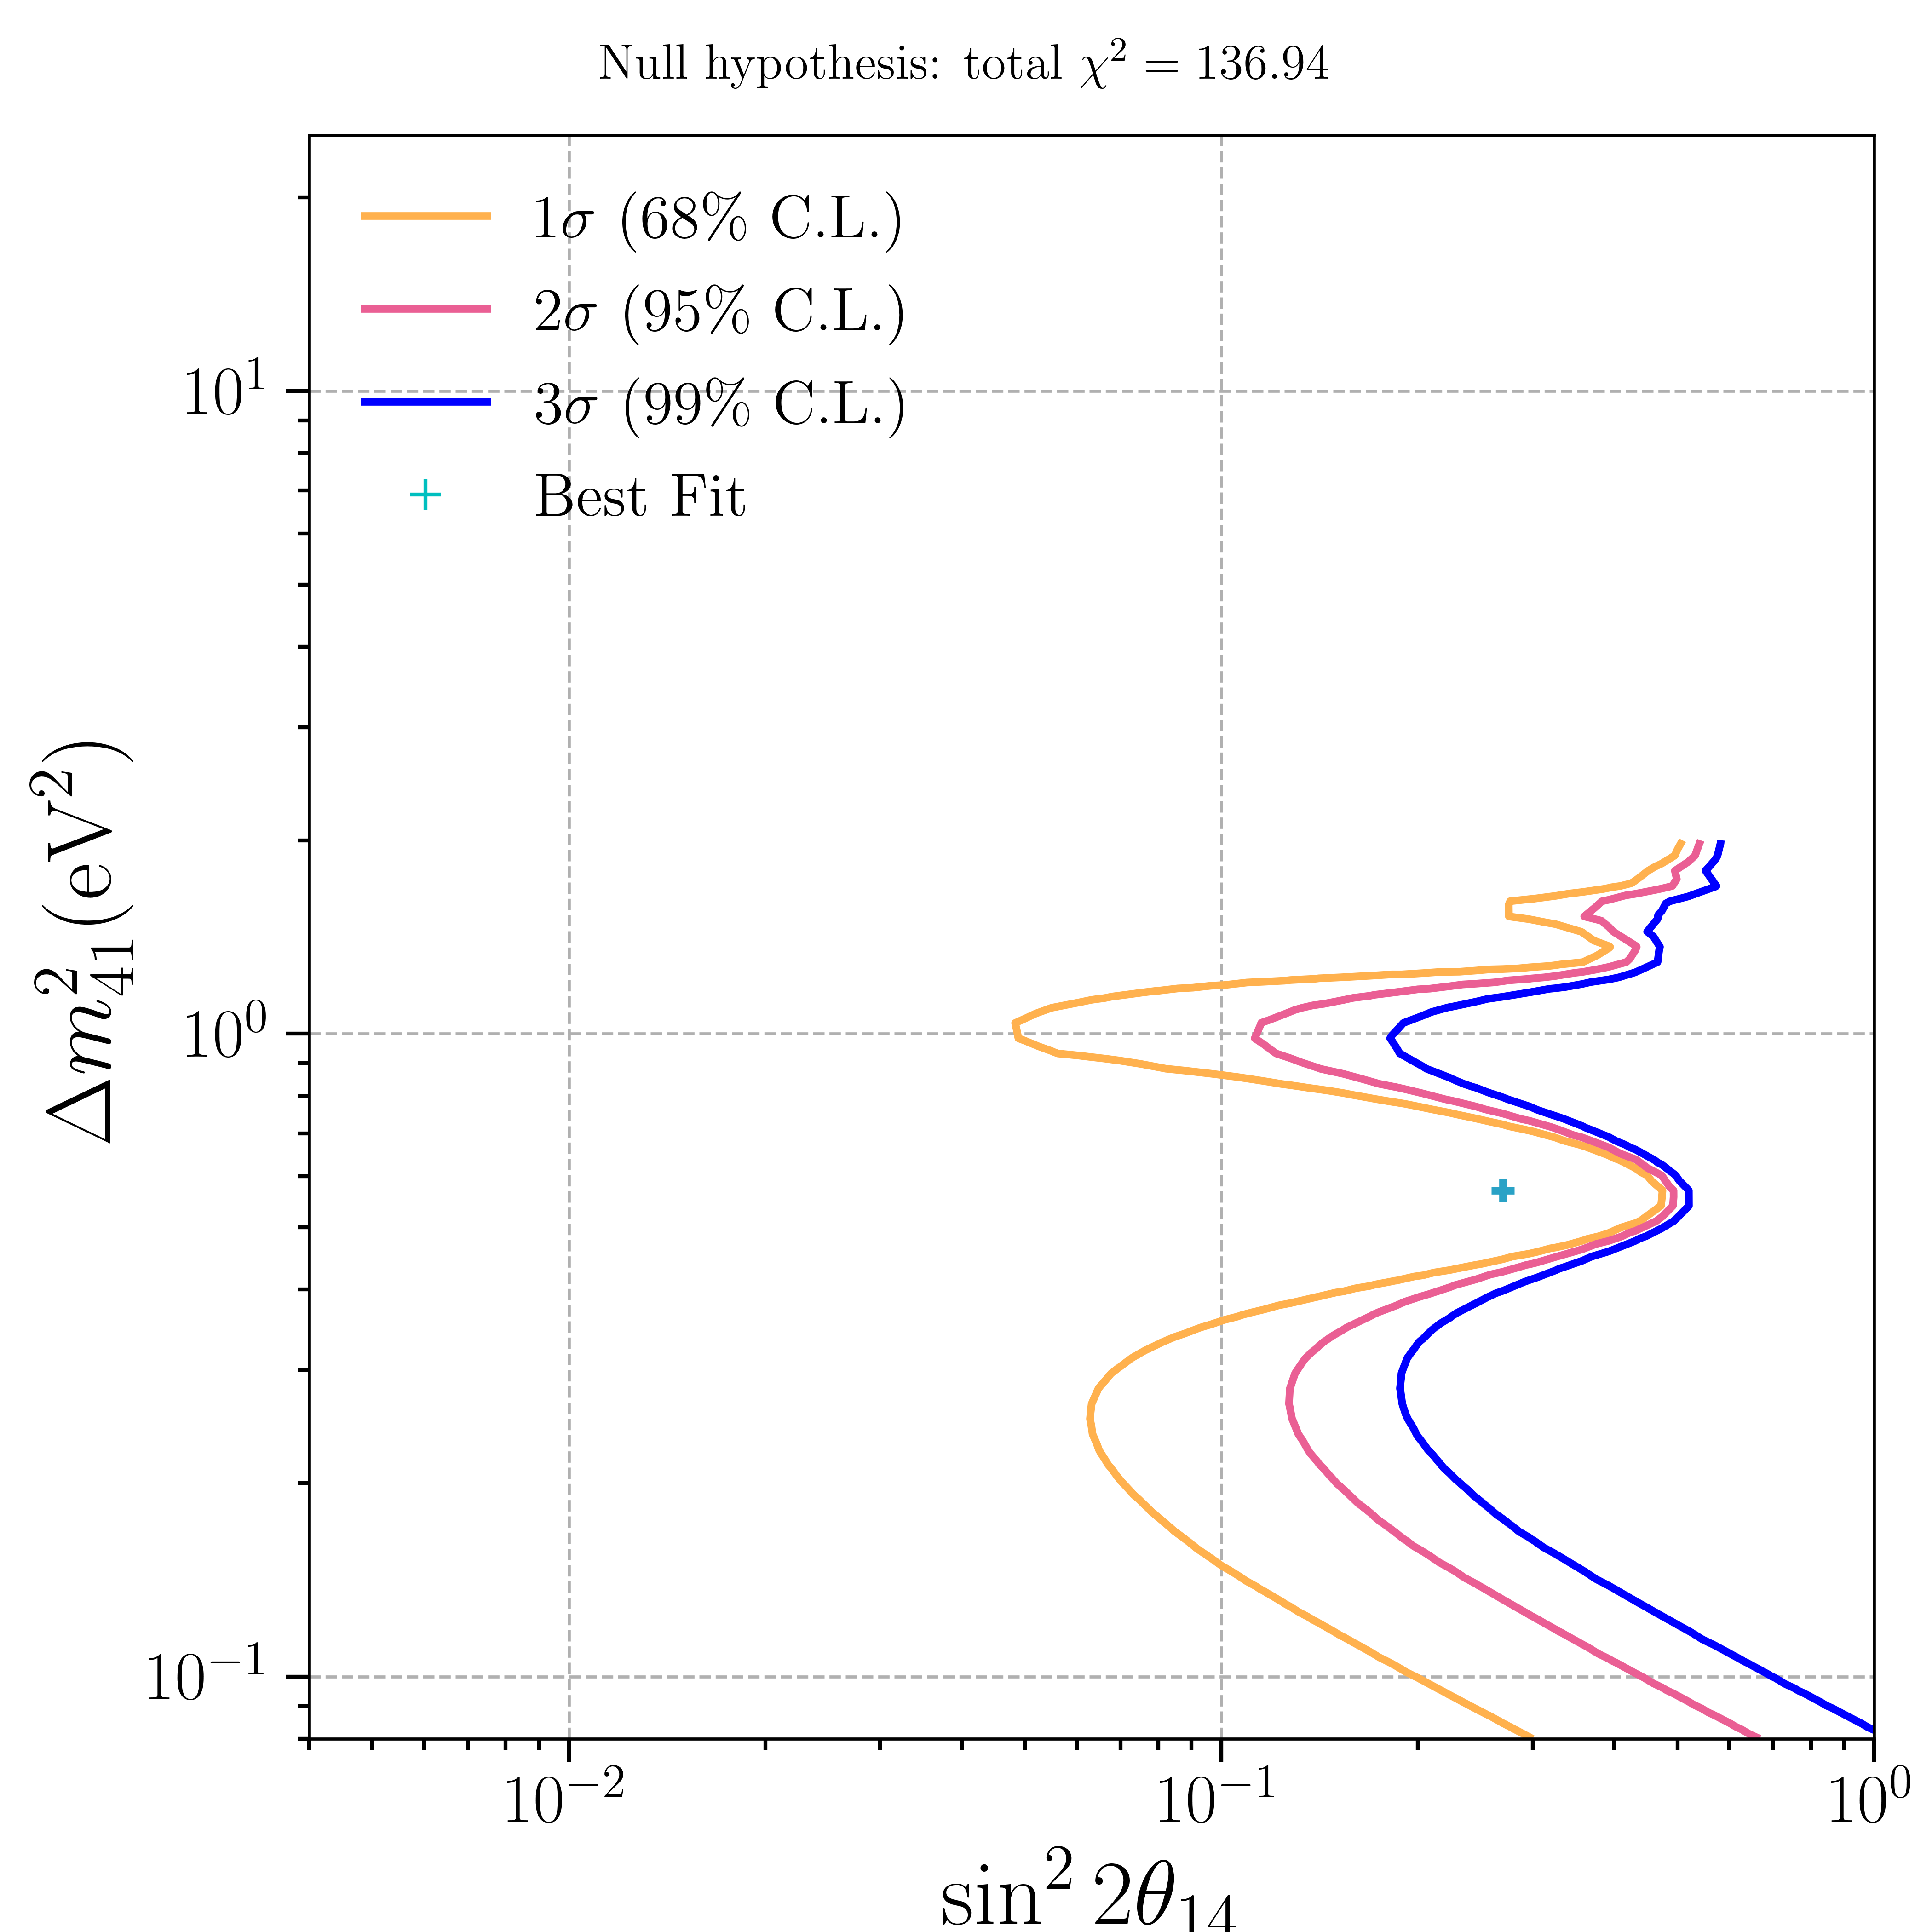 Null hypothesis: total χ² = 136.94
1σ (68% C.L.)
2σ (95% C.L.)
3σ (99% C.L.)
Best Fit
10¹
10⁰
10⁻¹
Δm²₄₁(eV²)
10⁻² 10⁻¹ 10⁰
sin² 2θ₁₄